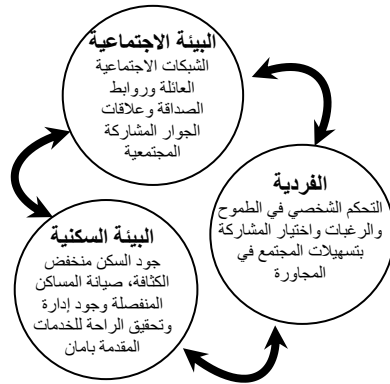 البيئة الاجتماعية
الشبكات الاجتماعية
العائلة وروابط
الصداقة وعلاقات
الجوار المشاركة
المجتمعية
الفردية
التحكم الشخصي في الطموح
والرغبات واختيار المشاركة
بتسهيلات المجتمع في
المجاورة
البيئة السكنية
جود السكن منخفض
الكثافة، صيانة المساكن
المنفصلة وجود إدارة
وتحقيق الراحة للخدمات
المقدمة بامان